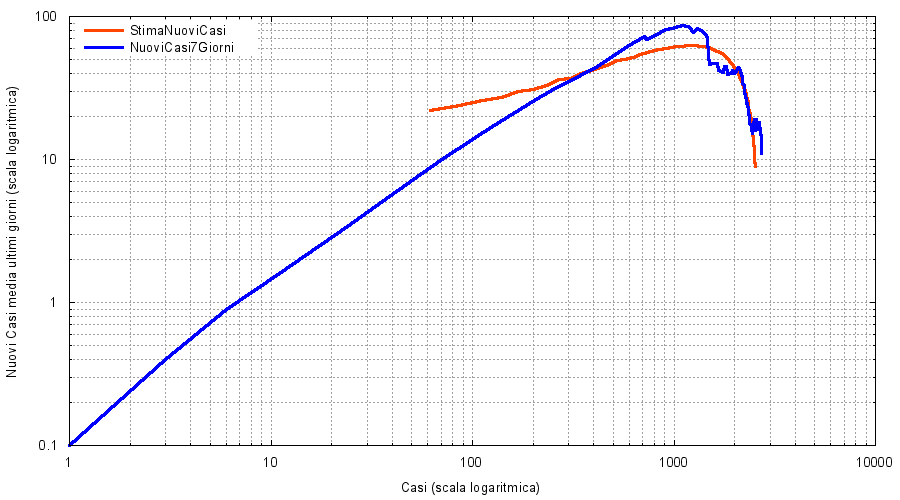 100
StimaNuoviCasi
NuoviCasi7Giorni
10
1
0.1
Nuovi Casi media ultimi giorni (scala logaritmica)
1
10
100
1000
10000
Casi (scala logaritmica)